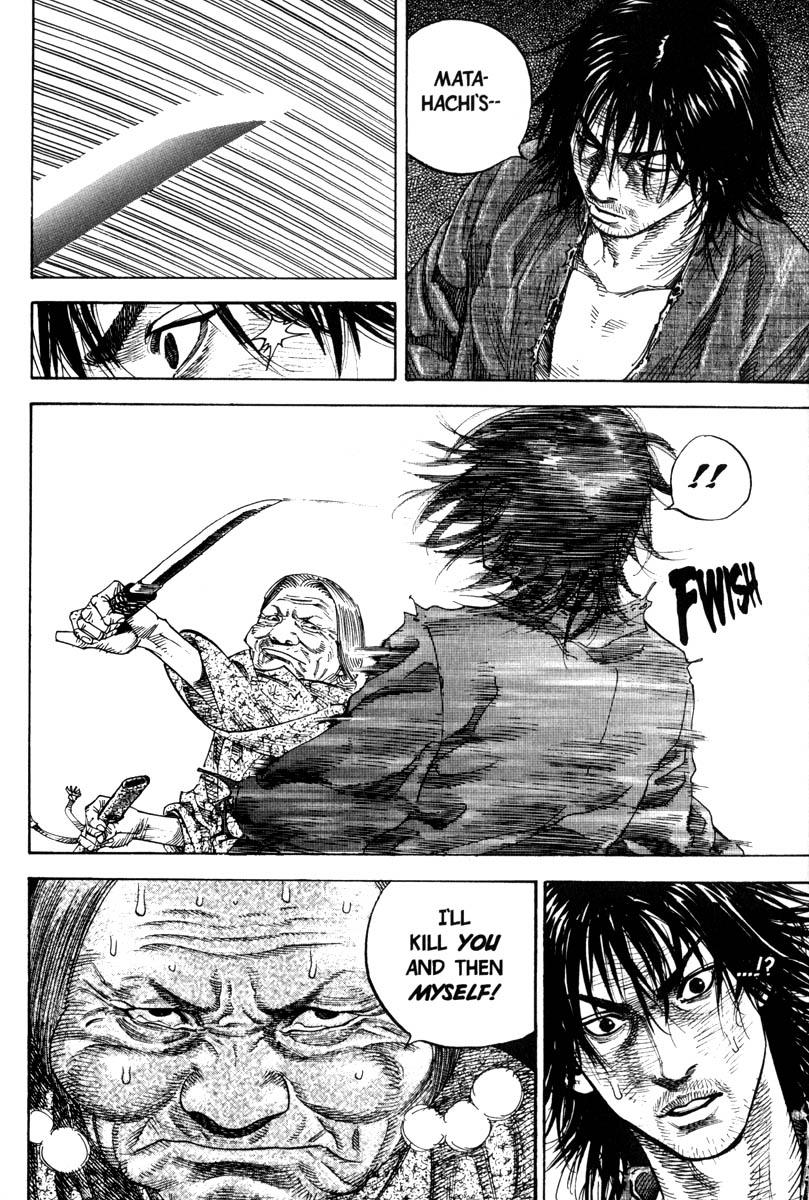 MATA-
HACHI'S--
!!
FWISH
....!?
I'LL
KILL YOU
AND THEN
MYSELF!